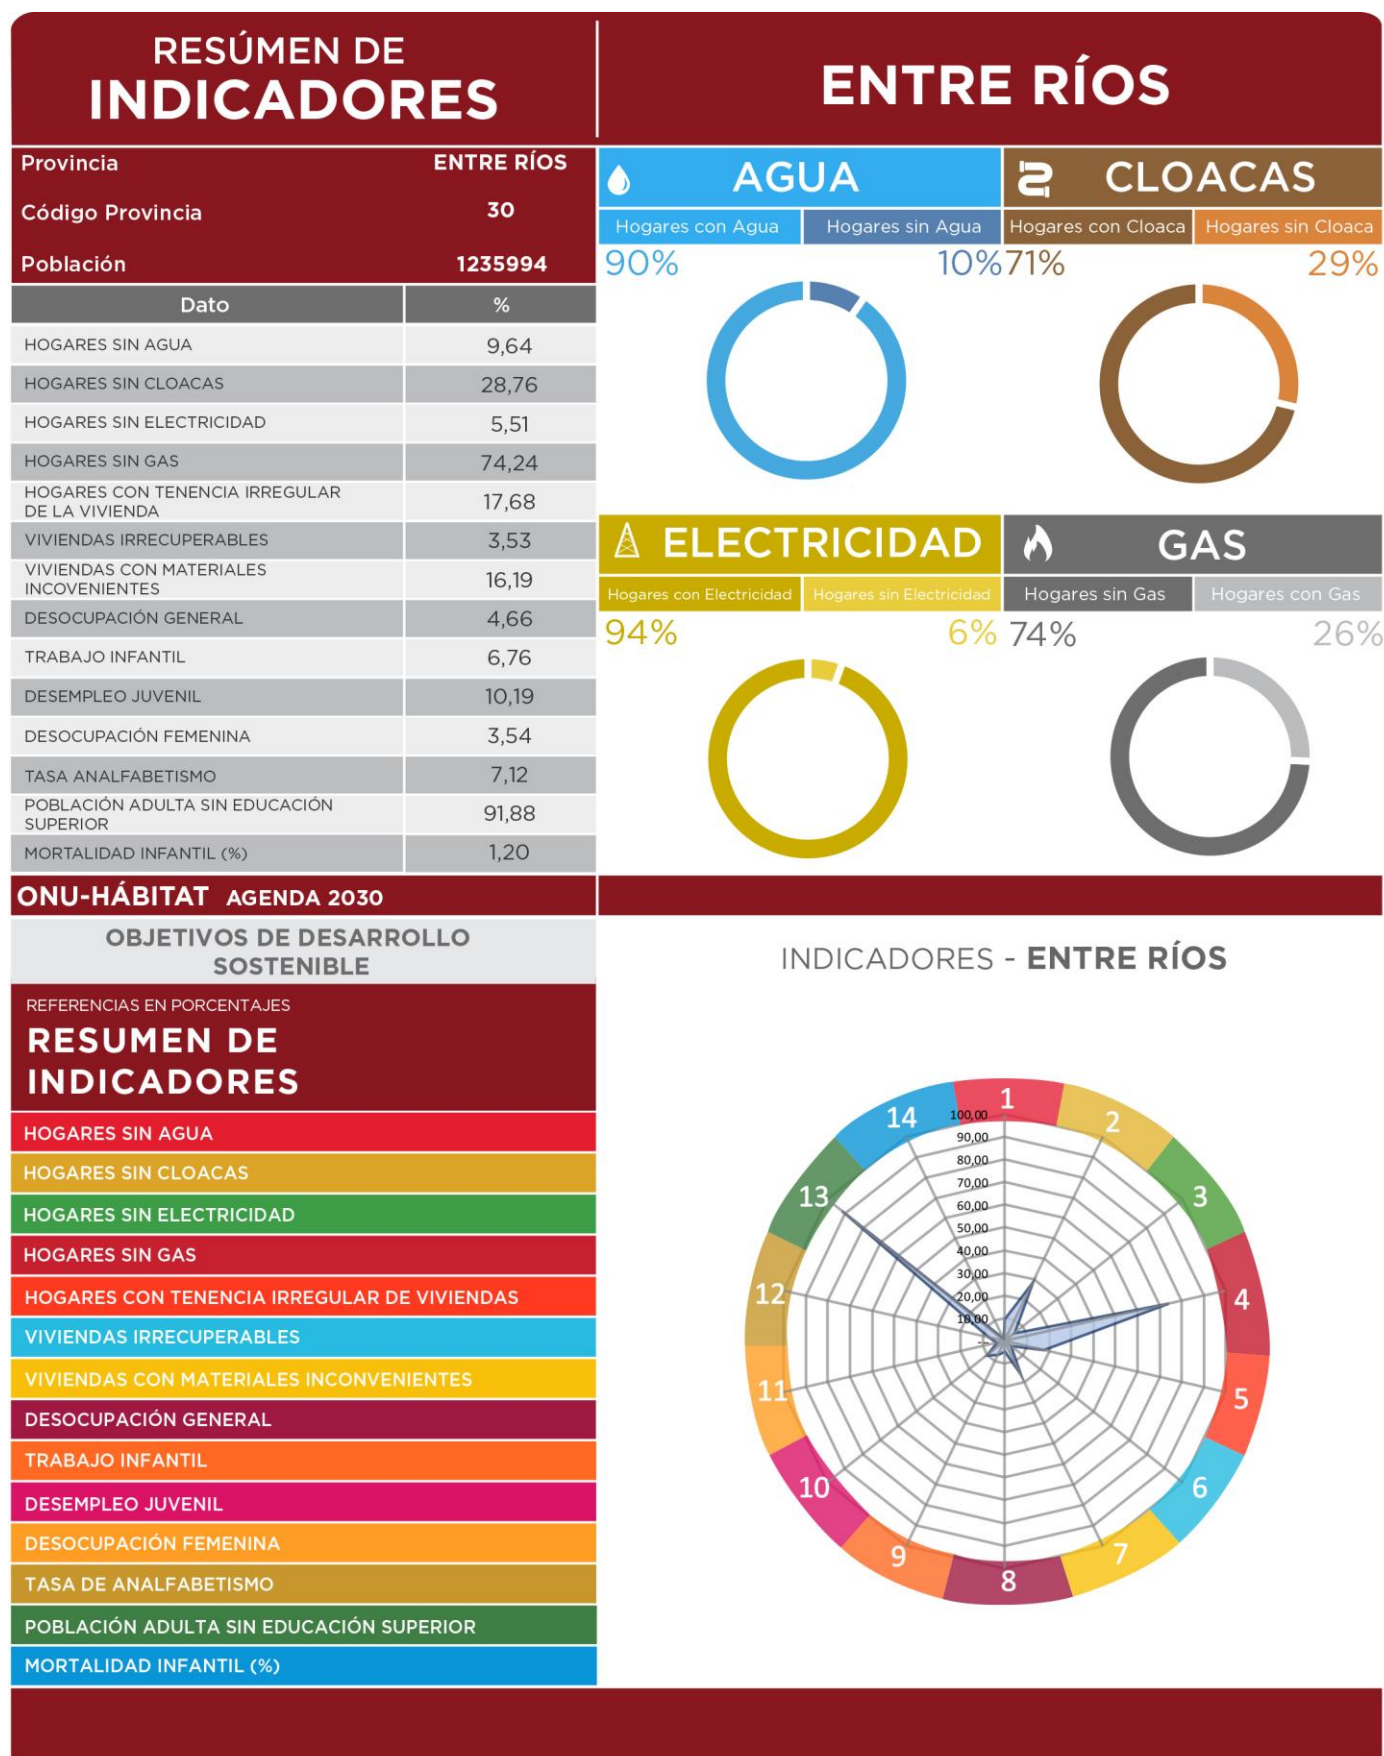 RESÚMEN DE
INDICADORES
ENTRE RÍOS
Provincia ENTRE RÍOS
Código Provincia 30
Población 1235994
Dato %
HOGARES SIN AGUA 9,64
HOGARES SIN CLOACAS 28,76
HOGARES SIN ELECTRICIDAD 5,51
HOGARES SIN GAS 74,24
HOGARES CON TENENCIA IRREGULAR
DE LA VIVIENDA 17,68
VIVIENDAS IRRECUPERABLES 3,53
VIVIENDAS CON MATERIALES
INCOVENIENTES 16,19
DESOCUPACIÓN GENERAL 4,66
TRABAJO INFANTIL 6,76
DESEMPLEO JUVENIL 10,19
DESOCUPACIÓN FEMENINA 3,54
TASA ANALFABETISMO 7,12
POBLACIÓN ADULTA SIN EDUCACIÓN
SUPERIOR 91,88
MORTALIDAD INFANTIL (%) 1,20
AGUA
Hogares con Agua Hogares sin Agua
90% 10%
CLOACAS
Hogares con Cloaca Hogares sin Cloaca
71% 29%
ELECTRICIDAD
Hogares con Electricidad Hogares sin Electricidad
94% 6%
GAS
Hogares sin Gas Hogares con Gas
74% 26%
ONU-HÁBITAT AGENDA 2030
OBJETIVOS DE DESARROLLO
SOSTENIBLE
REFERENCIAS EN PORCENTAJES
RESUMEN DE
INDICADORES
HOGARES SIN AGUA
HOGARES SIN CLOACAS
HOGARES SIN ELECTRICIDAD
HOGARES SIN GAS
HOGARES CON TENENCIA IRREGULAR DE VIVIENDAS
VIVIENDAS IRRECUPERABLES
VIVIENDAS CON MATERIALES INCONVENIENTES
DESOCUPACIÓN GENERAL
TRABAJO INFANTIL
DESEMPLEO JUVENIL
DESOCUPACIÓN FEMENINA
TASA DE ANALFABETISMO
POBLACIÓN ADULTA SIN EDUCACIÓN SUPERIOR
MORTALIDAD INFANTIL (%)
INDICADORES - ENTRE RÍOS
1
2
3
4
5
6
7
8
9
10
11
12
13
14
100,00
90,00
80,00
70,00
60,00
50,00
40,00
30,00
20,00
10,00
-